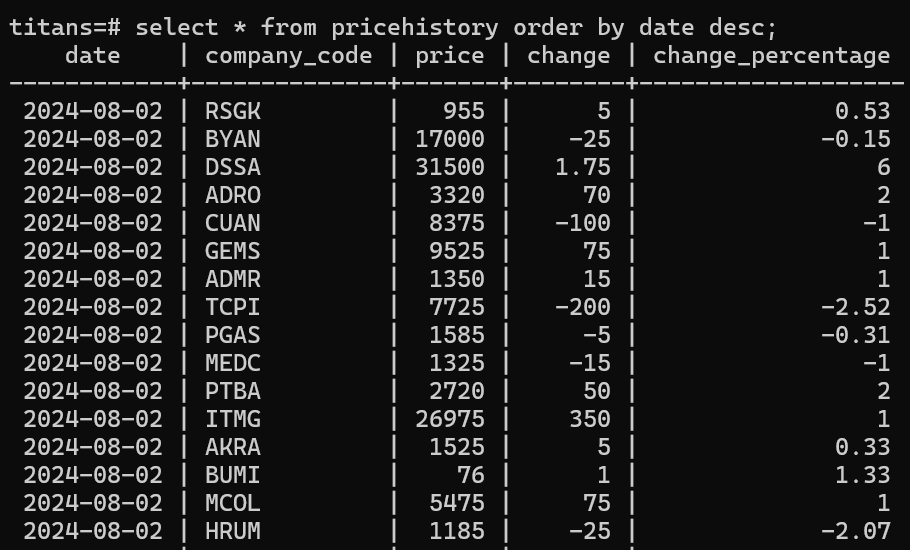 titans=# select * from pricehistory order by date desc;
    date    | company_code | price | change | change_percentage
------------+--------------+-------+--------+-------------------
 2024-08-02 | RSGK         |   955 |      5 |              0.53
 2024-08-02 | BYAN         | 17000 |    -25 |             -0.15
 2024-08-02 | DSSA         | 31500 |   1.75 |                 6
 2024-08-02 | ADRO         |  3320 |     70 |                 2
 2024-08-02 | CUAN         |  8375 |   -100 |                -1
 2024-08-02 | GEMS         |  9525 |     75 |                 1
 2024-08-02 | ADMR         |  1350 |     15 |                 1
 2024-08-02 | TCPI         |  7725 |   -200 |             -2.52
 2024-08-02 | PGAS         |  1585 |     -5 |             -0.31
 2024-08-02 | MEDC         |  1325 |    -15 |                -1
 2024-08-02 | PTBA         |  2720 |     50 |                 2
 2024-08-02 | ITMG         | 26975 |    350 |                 1
 2024-08-02 | AKRA         |  1525 |      5 |              0.33
 2024-08-02 | BUMI         |    76 |      1 |              1.33
 2024-08-02 | MCOL         |  5475 |     75 |                 1
 2024-08-02 | HRUM         |  1185 |    -25 |             -2.07